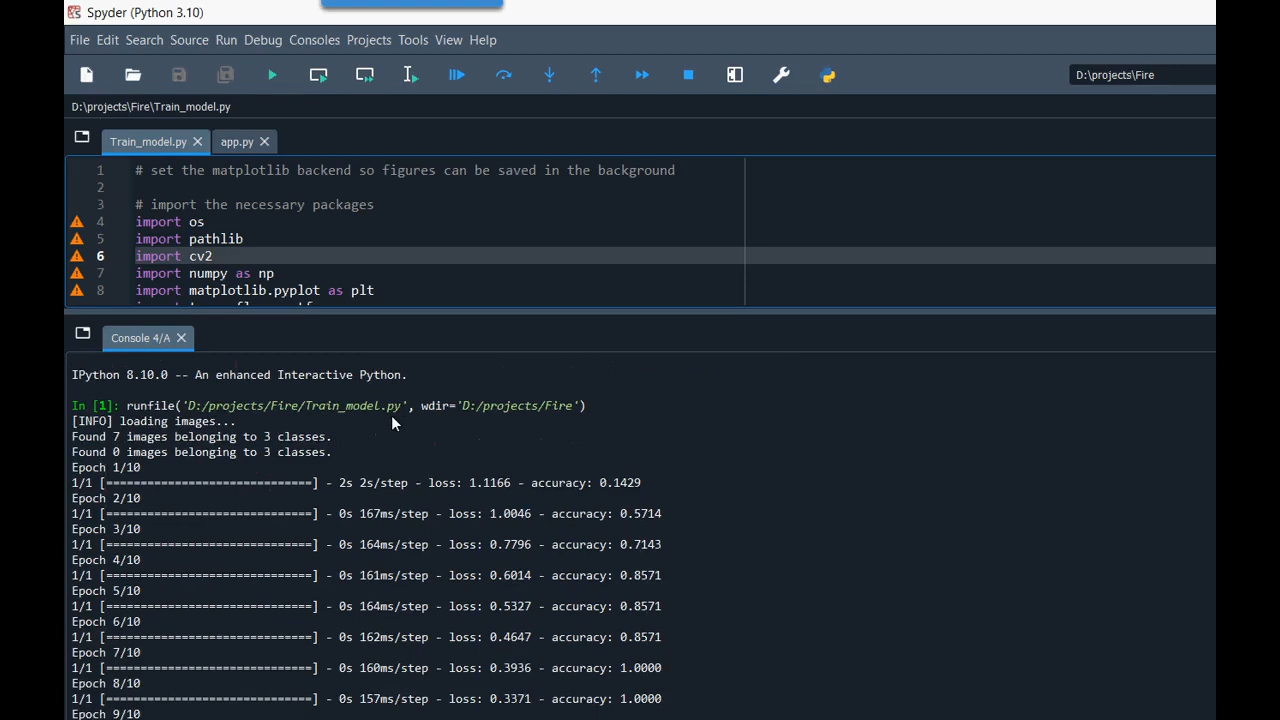 Spyder (Python 3.10)
File Edit Search Source Run Debug Consoles Projects Tools View Help
D:\projects\Fire
D:\projects\Fire\Train_model.py
Train_model.py app.py
1 # set the matplotlib backend so figures can be saved in the background
2
3 # import the necessary packages
4 import os
5 import pathlib
6 import cv2
7 import numpy as np
8 import matplotlib.pyplot as plt
Console 4/A
IPython 8.10.0 -- An enhanced Interactive Python.
In [1]: runfile('D:/projects/Fire/Train_model.py', wdir='D:/projects/Fire')
[INFO] loading images...
Found 7 images belonging to 3 classes.
Found 0 images belonging to 3 classes.
Epoch 1/10
1/1 [==============================] - 2s 2s/step - loss: 1.1166 - accuracy: 0.1429
Epoch 2/10
1/1 [==============================] - 0s 167ms/step - loss: 1.0046 - accuracy: 0.5714
Epoch 3/10
1/1 [==============================] - 0s 164ms/step - loss: 0.7796 - accuracy: 0.7143
Epoch 4/10
1/1 [==============================] - 0s 161ms/step - loss: 0.6014 - accuracy: 0.8571
Epoch 5/10
1/1 [==============================] - 0s 164ms/step - loss: 0.5327 - accuracy: 0.8571
Epoch 6/10
1/1 [==============================] - 0s 162ms/step - loss: 0.4647 - accuracy: 0.8571
Epoch 7/10
1/1 [==============================] - 0s 160ms/step - loss: 0.3936 - accuracy: 1.0000
Epoch 8/10
1/1 [==============================] - 0s 157ms/step - loss: 0.3371 - accuracy: 1.0000
Epoch 9/10